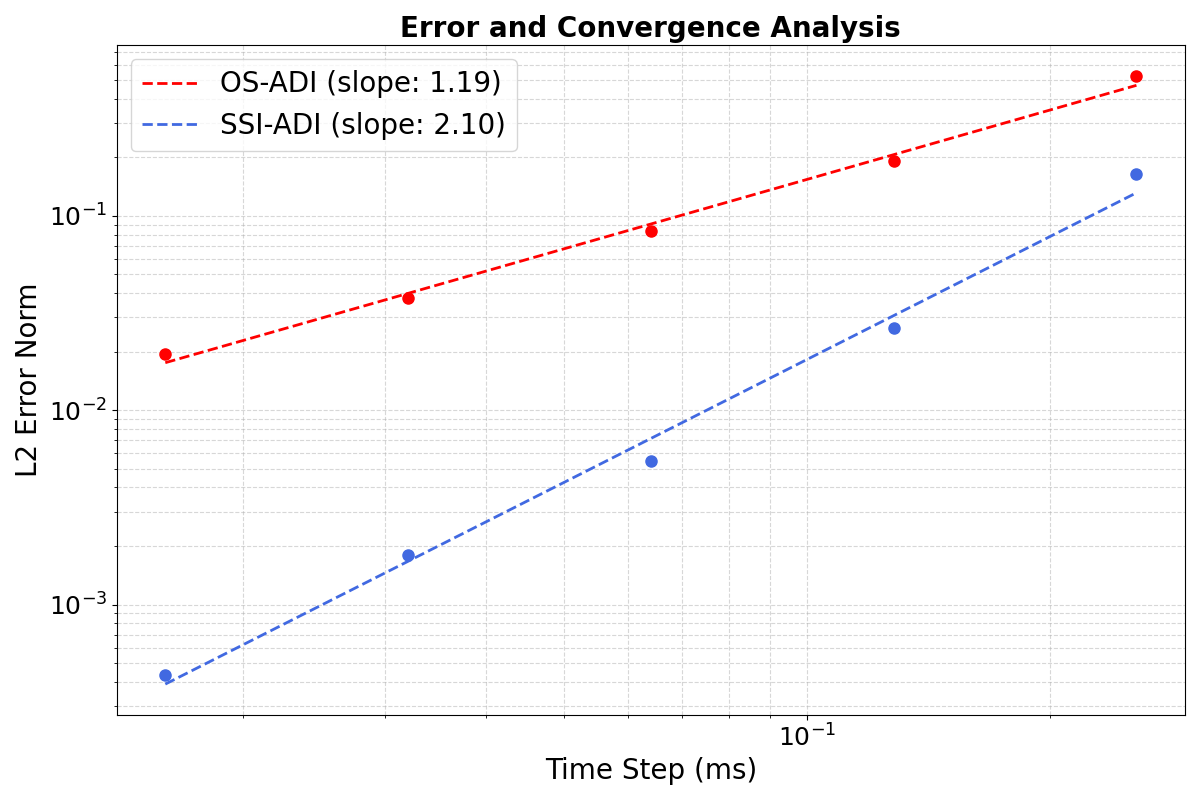 Error and Convergence Analysis
OS-ADI (slope: 1.19)
SSI-ADI (slope: 2.10)
10⁻¹
10⁻²
10⁻³
L2 Error Norm
10⁻¹
Time Step (ms)